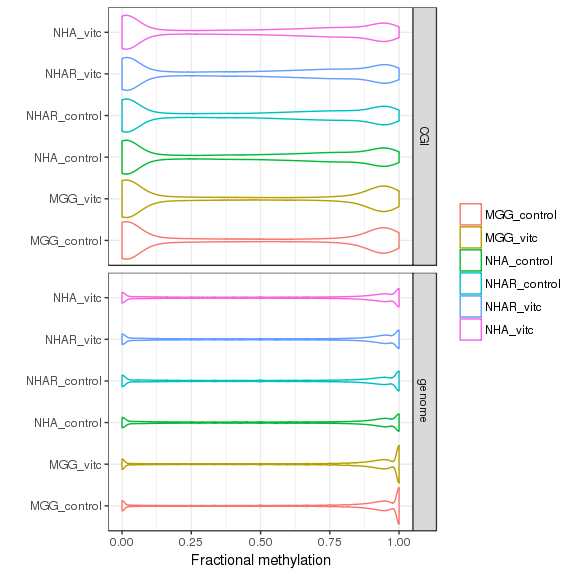 NHA_vitc
NHAR_vitc
NHAR_control
NHA_control
MGG_vitc
MGG_control
CGI
NHA_vitc
NHAR_vitc
NHAR_control
NHA_control
MGG_vitc
MGG_control
genome
0.00 0.25 0.50 0.75 1.00
Fractional methylation
MGG_control
MGG_vitc
NHA_control
NHAR_control
NHAR_vitc
NHA_vitc